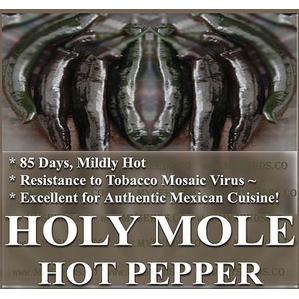 * 85 Days, Mildly Hot
* Resistance to Tobacco Mosaic Virus ~
* Excellent for Authentic Mexican Cuisine!
HOLY MOLE
HOT PEPPER